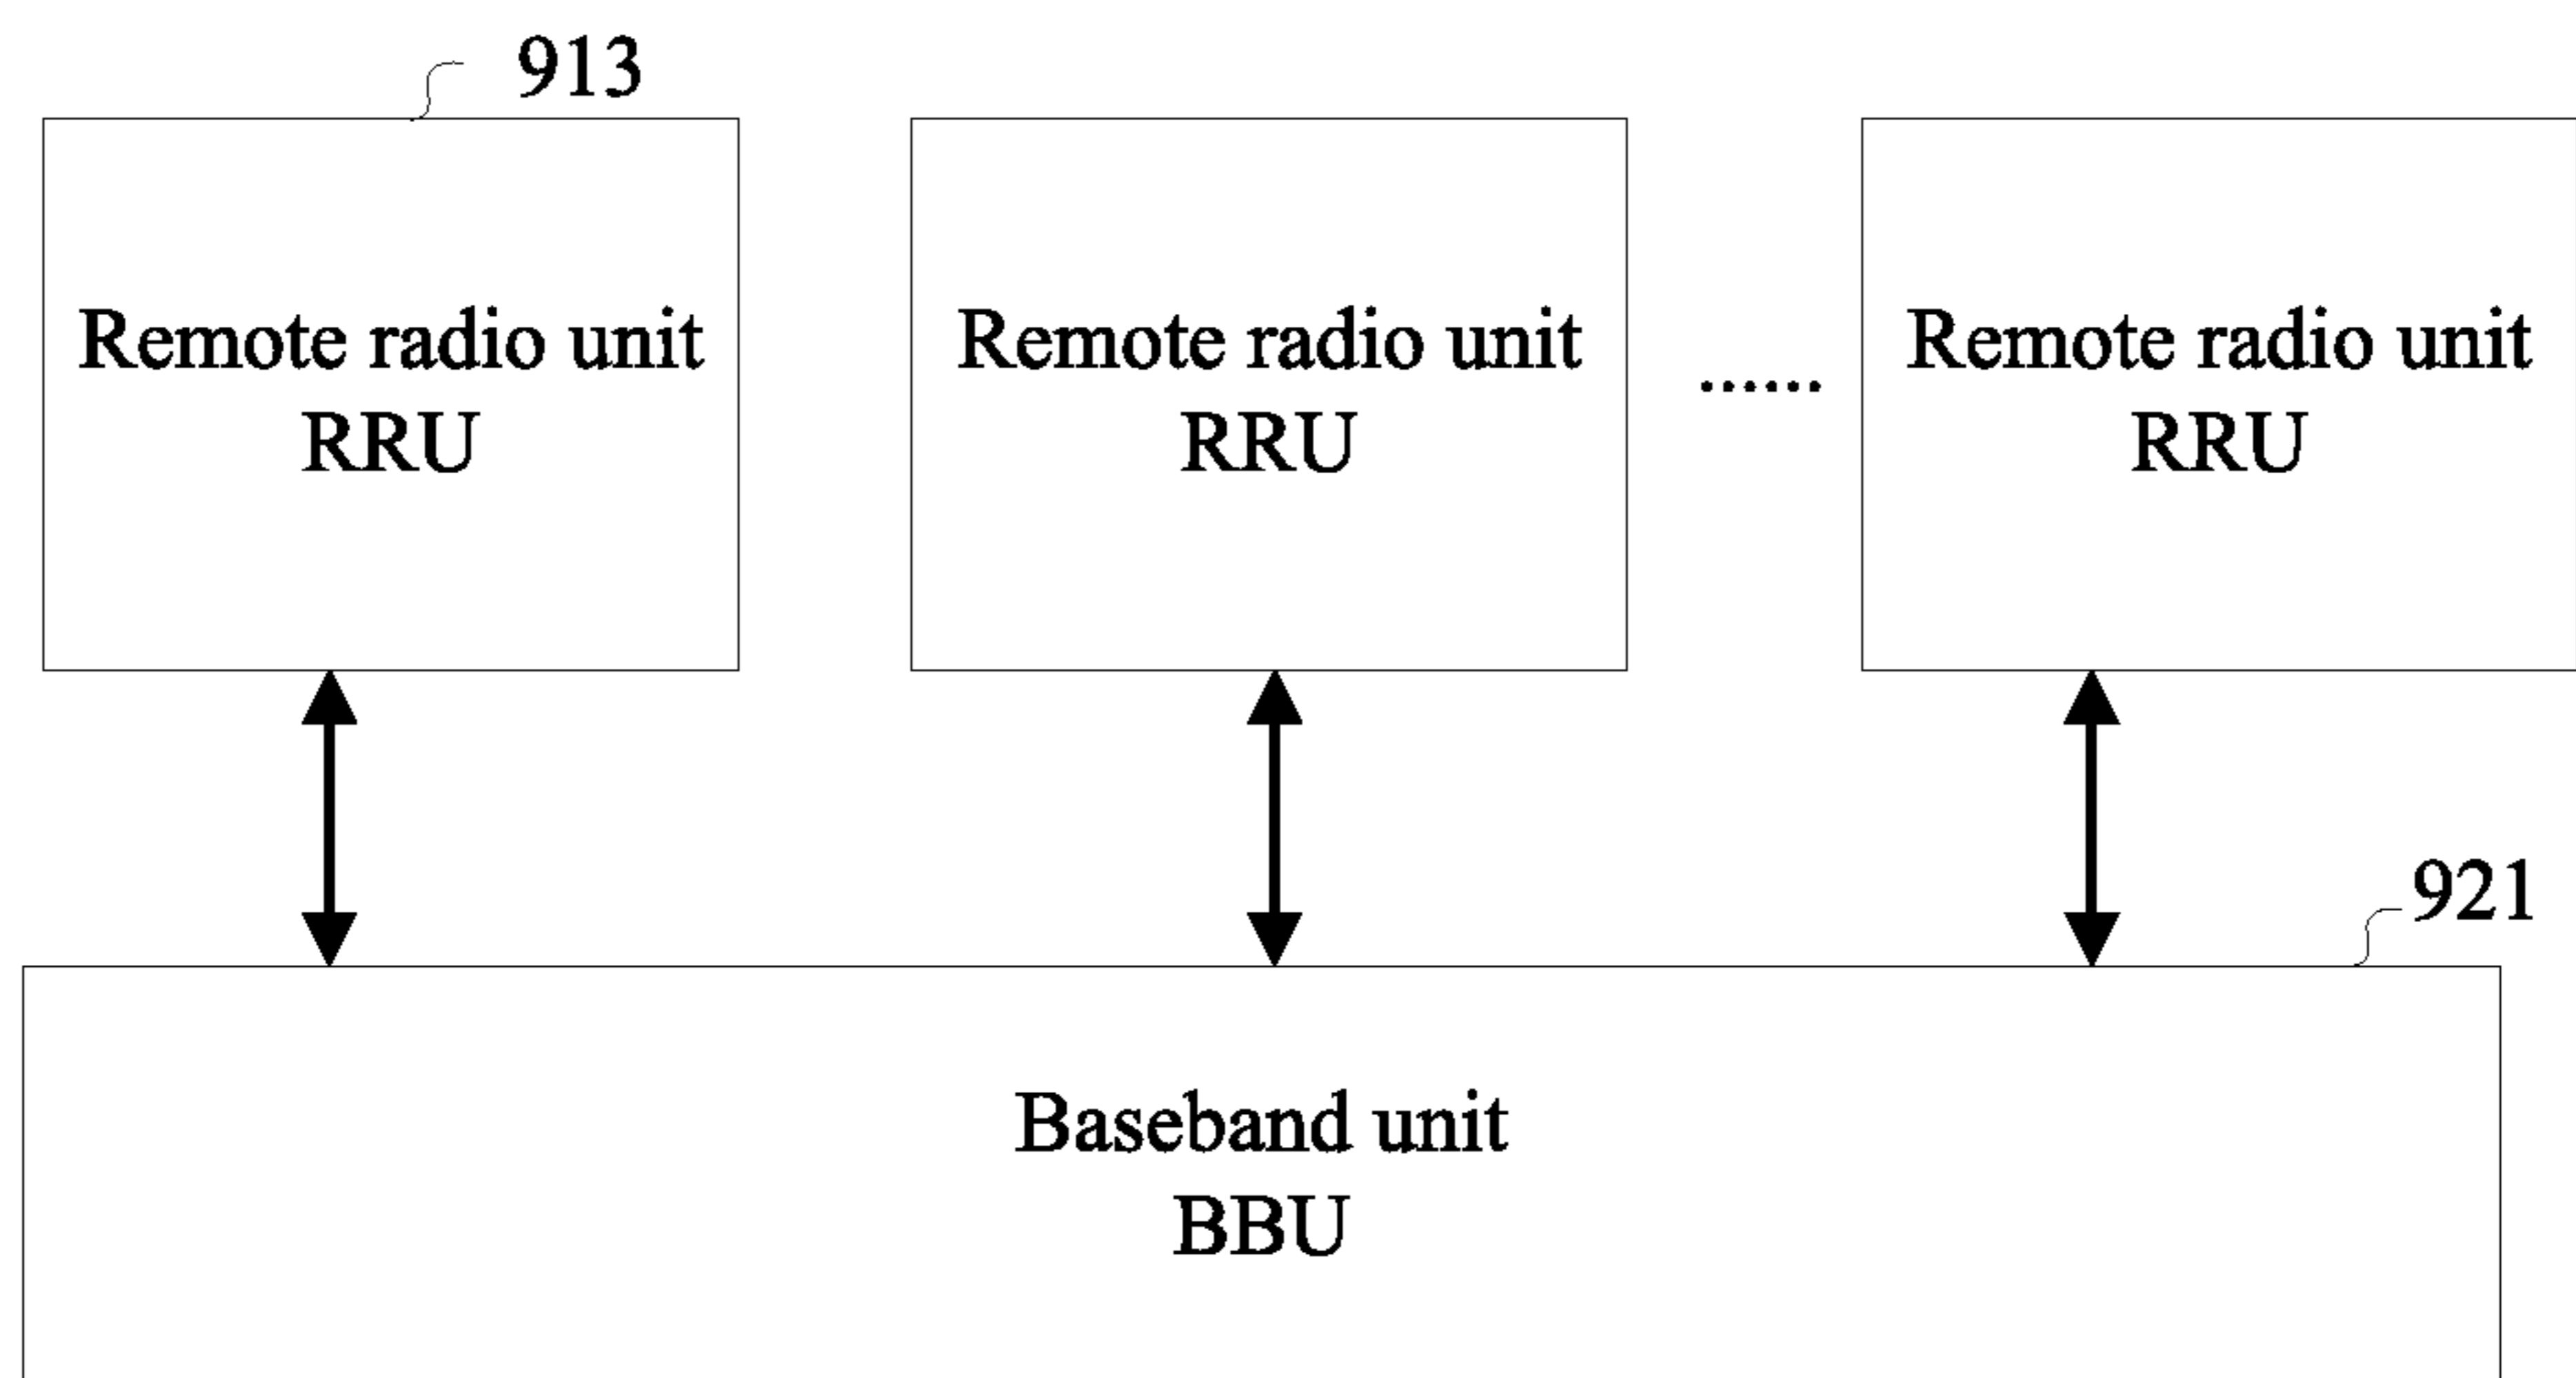 913
Remote radio unit
RRU
Remote radio unit
RRU
......
Remote radio unit
RRU
921
Baseband unit
BBU